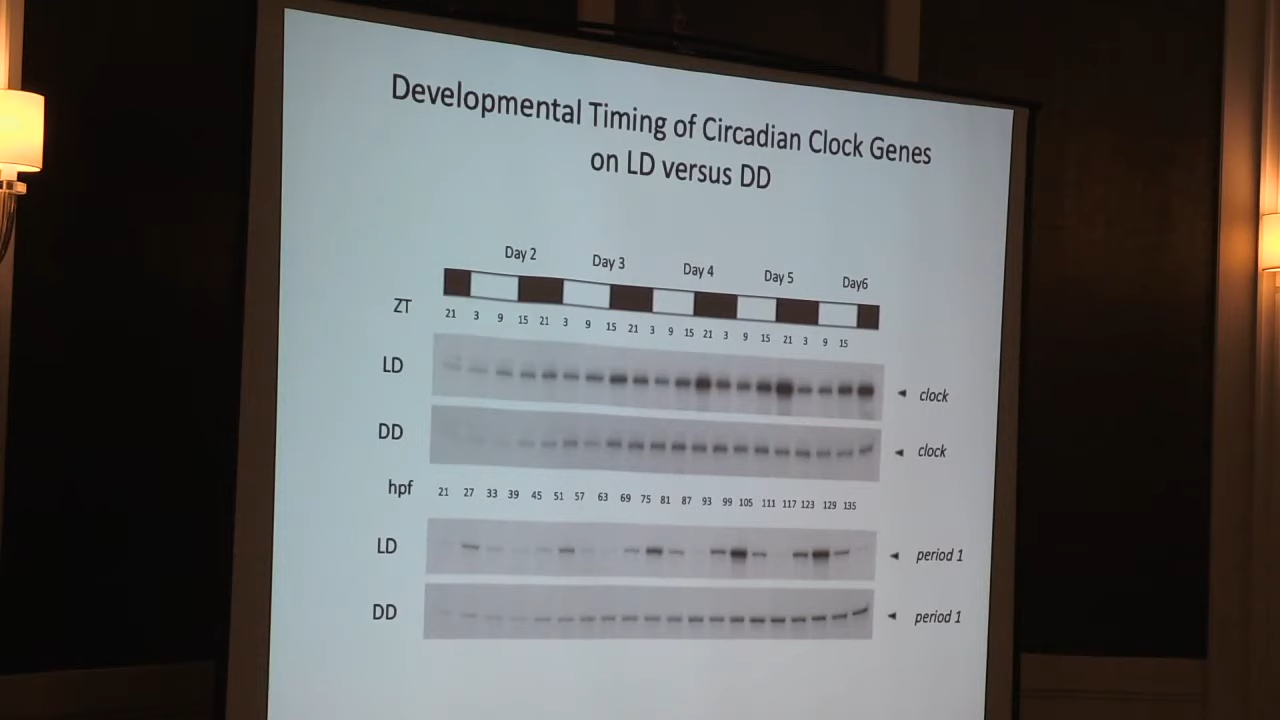 Developmental Timing of Circadian Clock Genes
on LD versus DD
Day 2 Day 3 Day 4 Day 5 Day6
ZT 21 3 9 15 21 3 9 15 21 3 9 15 21 3 9 15 21 3 9 15
LD clock
DD clock
hpf 21 27 33 39 45 51 57 63 69 75 81 87 93 99 105 111 117 123 129 135
LD period 1
DD period 1